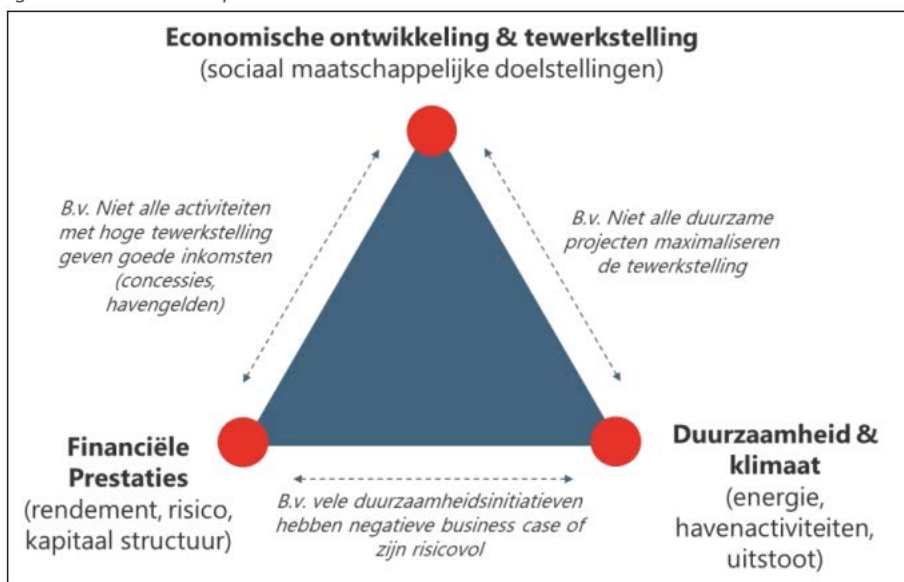 Economische ontwikkeling & tewerkstelling
(sociaal maatschappelijke doelstellingen)
B.v. Niet alle activiteiten
met hoge tewerkstelling
geven goede inkomsten
(concessies,
havengelden)
B.v. Niet alle duurzame
projecten maximaliseren
de tewerkstelling
Financiële
Prestaties
(rendement, risico,
kapitaal structuur)
B.v. vele duurzaamheidsinitiatieven
hebben negatieve business case of
zijn risicovol
Duurzaamheid &
klimaat
(energie,
havenactiviteiten,
uitstoot)